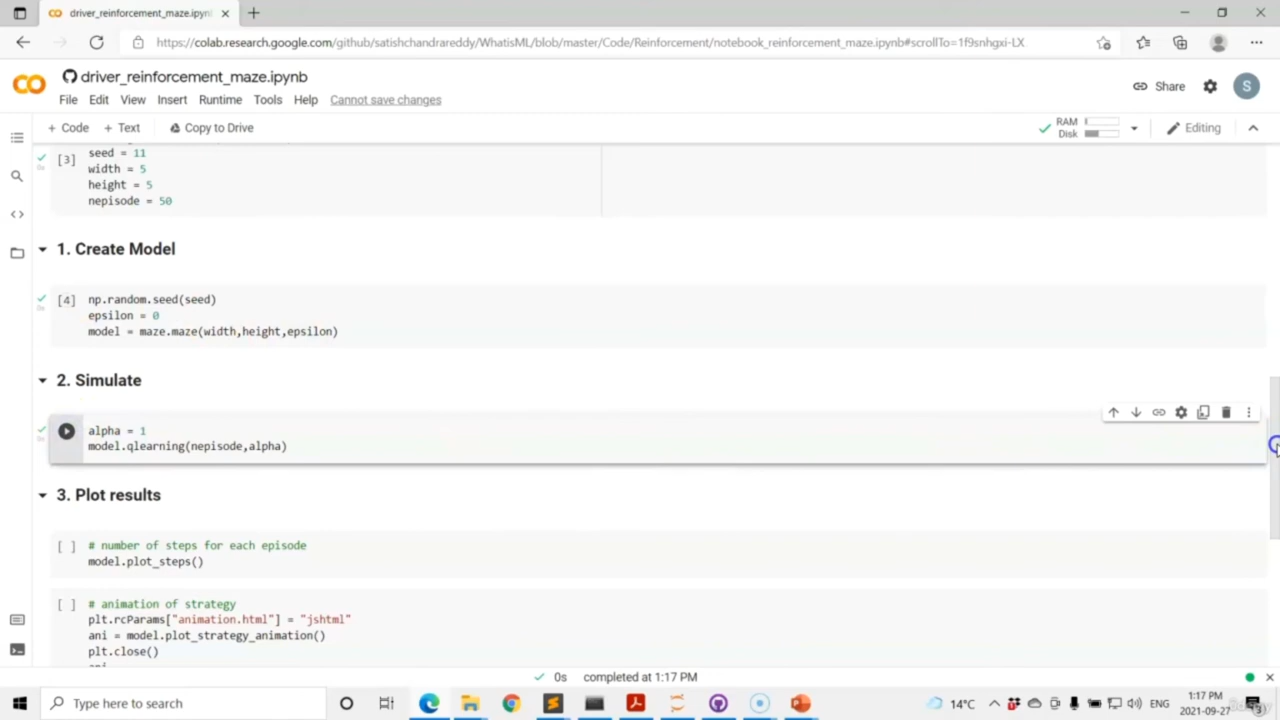 driver_reinforcement_maze.ipyn
https://colab.research.google.com/github/satishchandrareddy/WhatisML/blob/master/Code/Reinforcement/notebook_reinforcement_maze.ipynb#scrollTo=1f9snhgxi-LX
driver_reinforcement_maze.ipynb
File Edit View Insert Runtime Tools Help Cannot save changes
Share
S
+ Code + Text Copy to Drive
RAM
Disk
Editing
[3] seed = 11
width = 5
height = 5
nepisode = 50
1. Create Model
[4] np.random.seed(seed)
epsilon = 0
model = maze.maze(width,height,epsilon)
2. Simulate
alpha = 1
model.qlearning(nepisode,alpha)
3. Plot results
[ ] # number of steps for each episode
model.plot_steps()
[ ] # animation of strategy
plt.rcParams["animation.html"] = "jshtml"
ani = model.plot_strategy_animation()
plt.close()
ani
0s completed at 1:17 PM
Type here to search
14°C
ENG
1:17 PM
2021-09-27